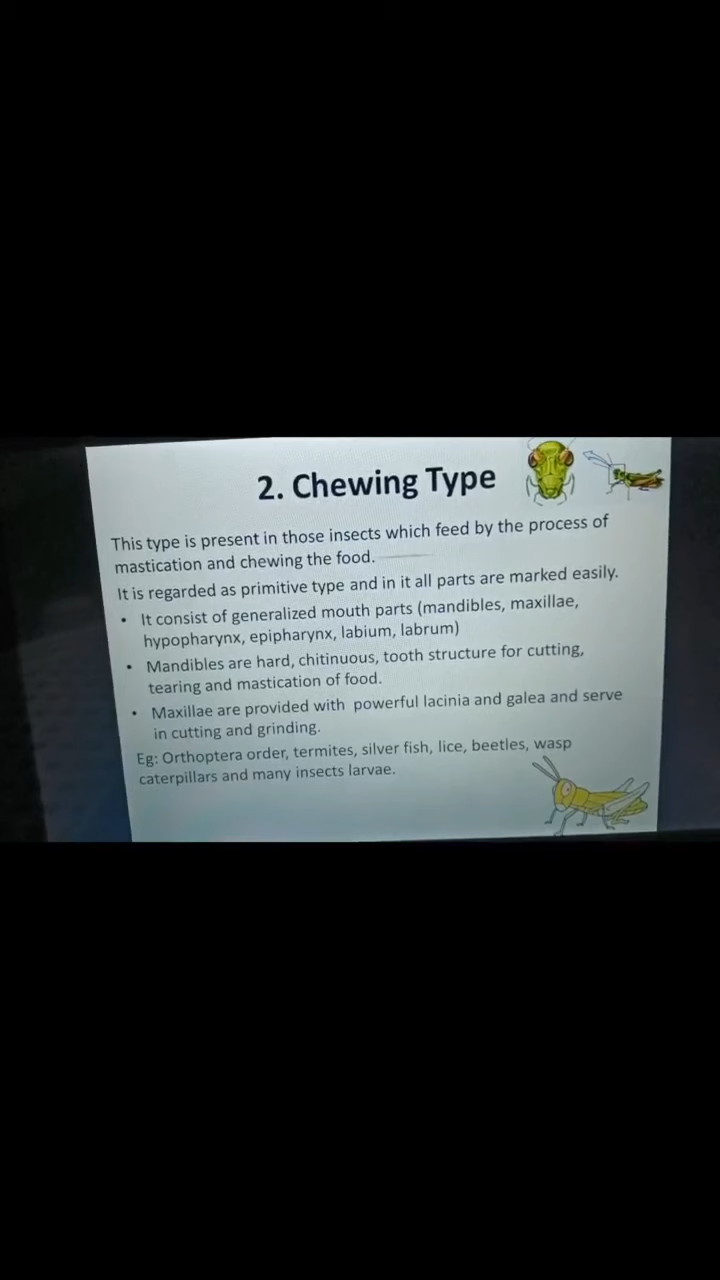 2. Chewing Type
This type is present in those insects which feed by the process of
mastication and chewing the food.
It is regarded as primitive type and in it all parts are marked easily.
• It consist of generalized mouth parts (mandibles, maxillae,
hypopharynx, epipharynx, labium, labrum)
• Mandibles are hard, chitinuous, tooth structure for cutting,
tearing and mastication of food.
• Maxillae are provided with powerful lacinia and galea and serve
in cutting and grinding.
Eg: Orthoptera order, termites, silver fish, lice, beetles, wasp
caterpillars and many insects larvae.